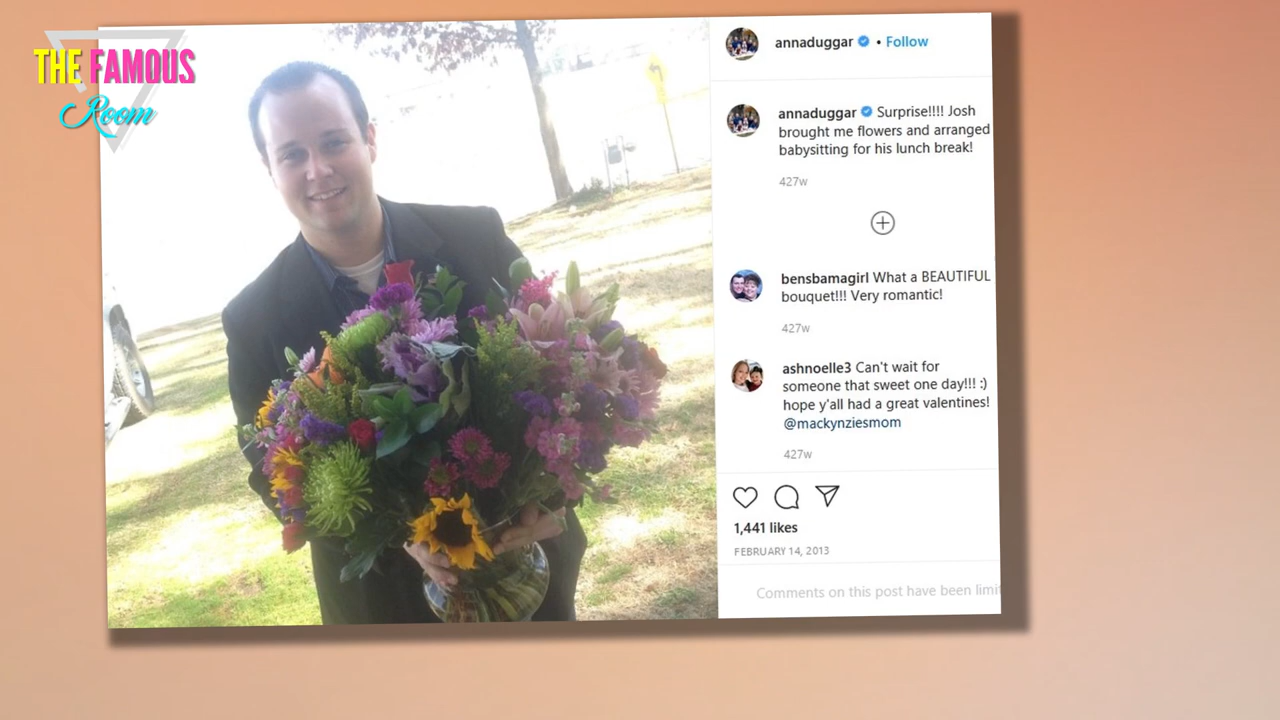 THE FAMOUS
Room
annaduggar • Follow
annaduggar Surprise!!!! Josh
brought me flowers and arranged
babysitting for his lunch break!
427w
bensbamagirl What a BEAUTIFUL
bouquet!!! Very romantic!
427w
ashnoelle3 Can't wait for
someone that sweet one day!!! :)
hope y'all had a great valentines!
@mackynziesmom
427w
1,441 likes
FEBRUARY 14, 2013
Comments on this post have been limi